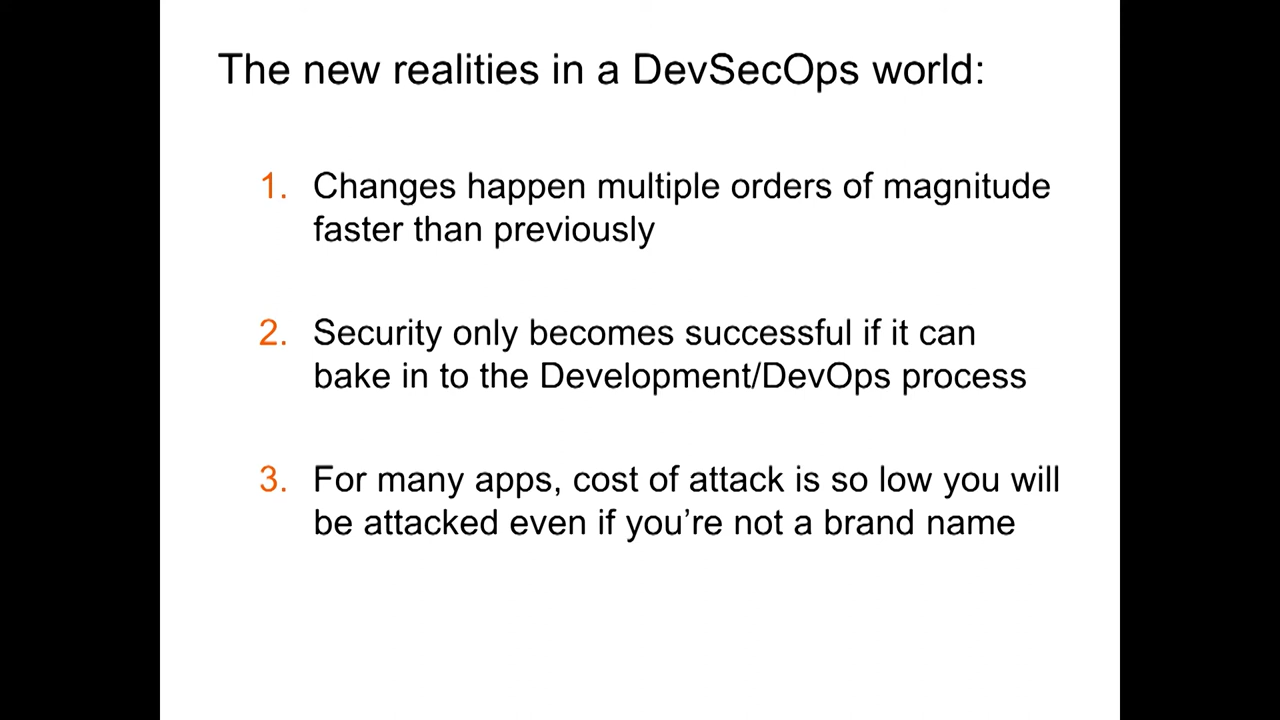 The new realities in a DevSecOps world:
1. Changes happen multiple orders of magnitude
faster than previously
2. Security only becomes successful if it can
bake in to the Development/DevOps process
3. For many apps, cost of attack is so low you will
be attacked even if you’re not a brand name